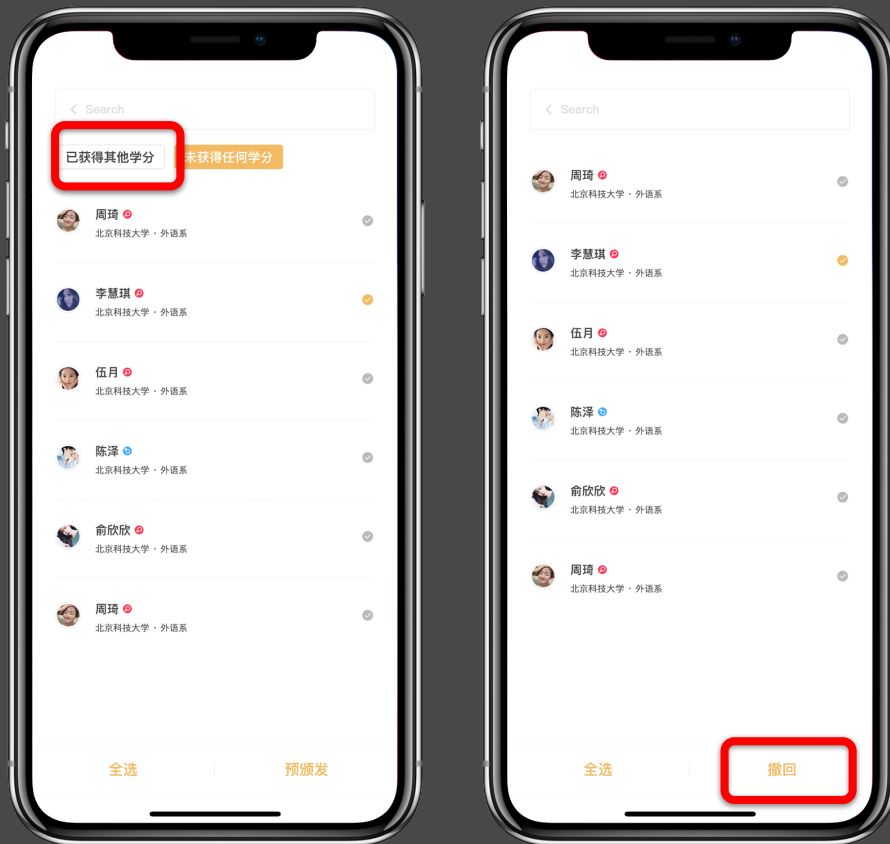 Search
已获得其他学分
未获得任何学分
周琦
北京科技大学 · 外语系
李慧琪
北京科技大学 · 外语系
伍月
北京科技大学 · 外语系
陈泽
北京科技大学 · 外语系
俞欣欣
北京科技大学 · 外语系
周琦
北京科技大学 · 外语系
全选
预颁发
Search
周琦
北京科技大学 · 外语系
李慧琪
北京科技大学 · 外语系
伍月
北京科技大学 · 外语系
陈泽
北京科技大学 · 外语系
俞欣欣
北京科技大学 · 外语系
周琦
北京科技大学 · 外语系
全选
撤回